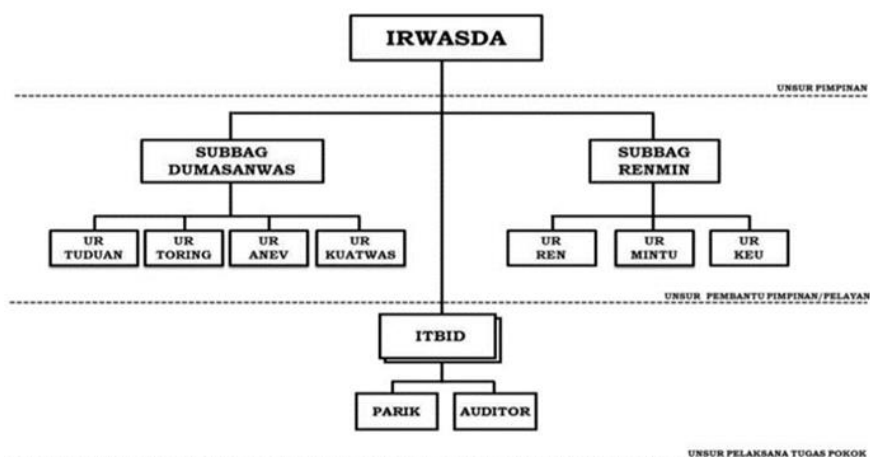 IRWASDA
UNSUR PIMPINAN
SUBBAG
DUMASANWAS
SUBBAG
RENMIN
UR
TUDUAN
UR
TORING
UR
ANEV
UR
KUATWAS
UR
REN
UR
MINTU
UR
KEU
UNSUR PEMBANTU PIMPINAN/PELAYAN
ITBID
PARIK
AUDITOR
UNSUR PELAKSANA TUGAS POKOK